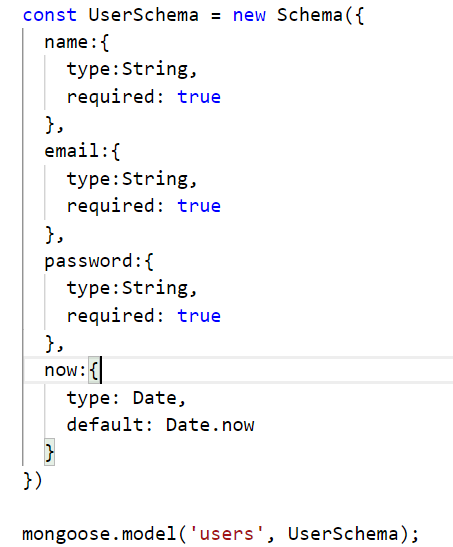 const UserSchema = new Schema({
  name:{
    type:String,
    required: true
  },
  email:{
    type:String,
    required: true
  },
  password:{
    type:String,
    required: true
  },
  now:{
    type: Date,
    default: Date.now
  }
})

mongoose.model('users', UserSchema);